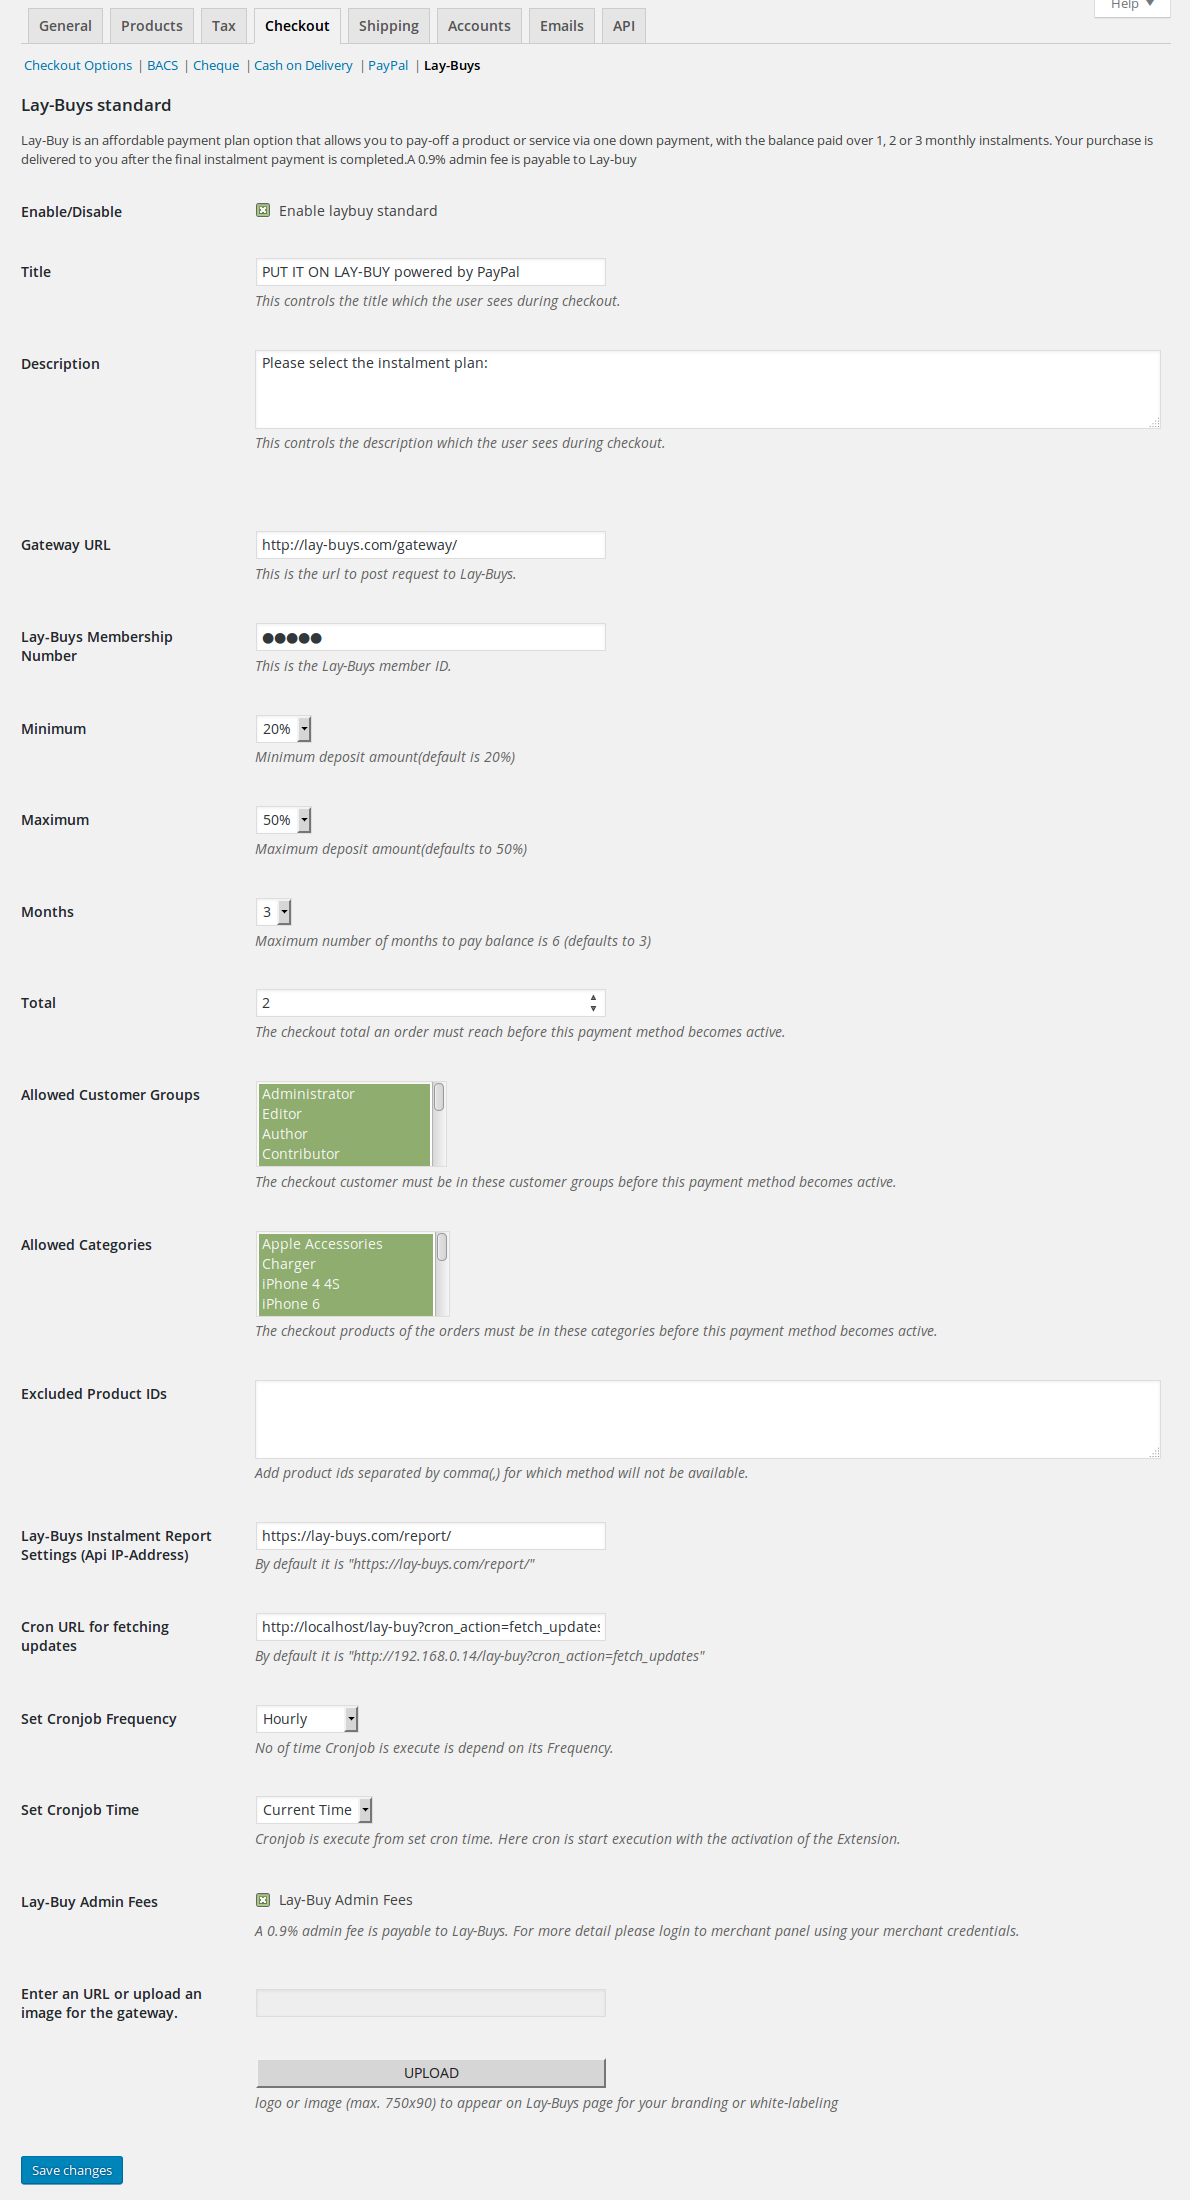 Help ▼
General Products Tax Checkout Shipping Accounts Emails API
Checkout Options | BACS | Cheque | Cash on Delivery | PayPal | Lay-Buys
Lay-Buys standard
Lay-Buy is an affordable payment plan option that allows you to pay-off a product or service via one down payment, with the balance paid over 1, 2 or 3 monthly instalments. Your purchase is
delivered to you after the final instalment payment is completed.A 0.9% admin fee is payable to Lay-buy
Enable/Disable Enable laybuy standard
Title PUT IT ON LAY-BUY powered by PayPal
This controls the title which the user sees during checkout.
Description Please select the instalment plan:
This controls the description which the user sees during checkout.
Gateway URL http://lay-buys.com/gateway/
This is the url to post request to Lay-Buys.
Lay-Buys Membership
Number ●●●●●
This is the Lay-Buys member ID.
Minimum 20%
Minimum deposit amount(default is 20%)
Maximum 50%
Maximum deposit amount(defaults to 50%)
Months 3
Maximum number of months to pay balance is 6 (defaults to 3)
Total 2
The checkout total an order must reach before this payment method becomes active.
Allowed Customer Groups Administrator
Editor
Author
Contributor
The checkout customer must be in these customer groups before this payment method becomes active.
Allowed Categories Apple Accessories
Charger
iPhone 4 4S
iPhone 6
The checkout products of the orders must be in these categories before this payment method becomes active.
Excluded Product IDs
Add product ids separated by comma(,) for which method will not be available.
Lay-Buys Instalment Report
Settings (Api IP-Address) https://lay-buys.com/report/
By default it is "https://lay-buys.com/report/"
Cron URL for fetching
updates http://localhost/lay-buy?cron_action=fetch_updates
By default it is "http://192.168.0.14/lay-buy?cron_action=fetch_updates"
Set Cronjob Frequency Hourly
No of time Cronjob is execute is depend on its Frequency.
Set Cronjob Time Current Time
Cronjob is execute from set cron time. Here cron is start execution with the activation of the Extension.
Lay-Buy Admin Fees Lay-Buy Admin Fees
A 0.9% admin fee is payable to Lay-Buys. For more detail please login to merchant panel using your merchant credentials.
Enter an URL or upload an
image for the gateway.
UPLOAD
logo or image (max. 750x90) to appear on Lay-Buys page for your branding or white-labeling
Save changes